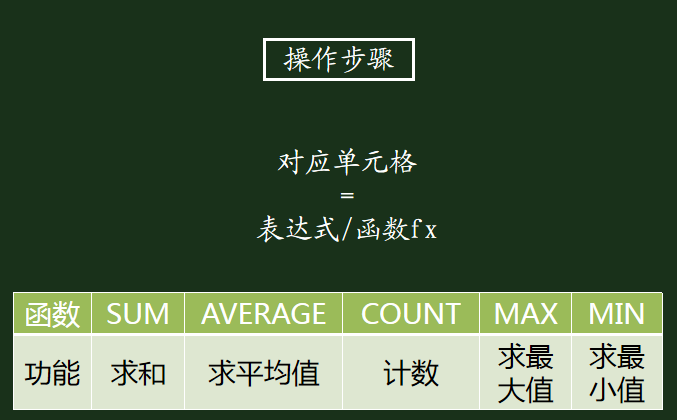 操作步骤
对应单元格
=
表达式/函数fx
函数 SUM AVERAGE COUNT MAX MIN
功能 求和 求平均值 计数 求最大值 求最小值